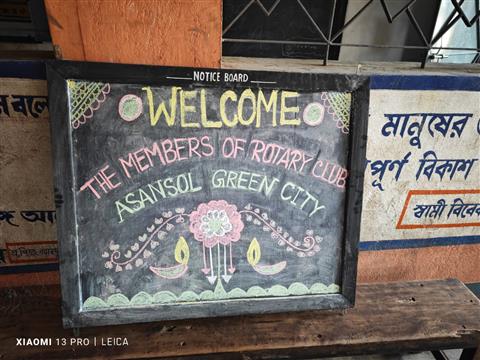 NOTICE BOARD
WELCOME
THE MEMBERS OF ROTARY CLUB
ASANSOL GREEN CITY
মানুষের
পূর্ণ বিকাশ
স্বামী বিবেক
XIAOMI 13 PRO | LEICA